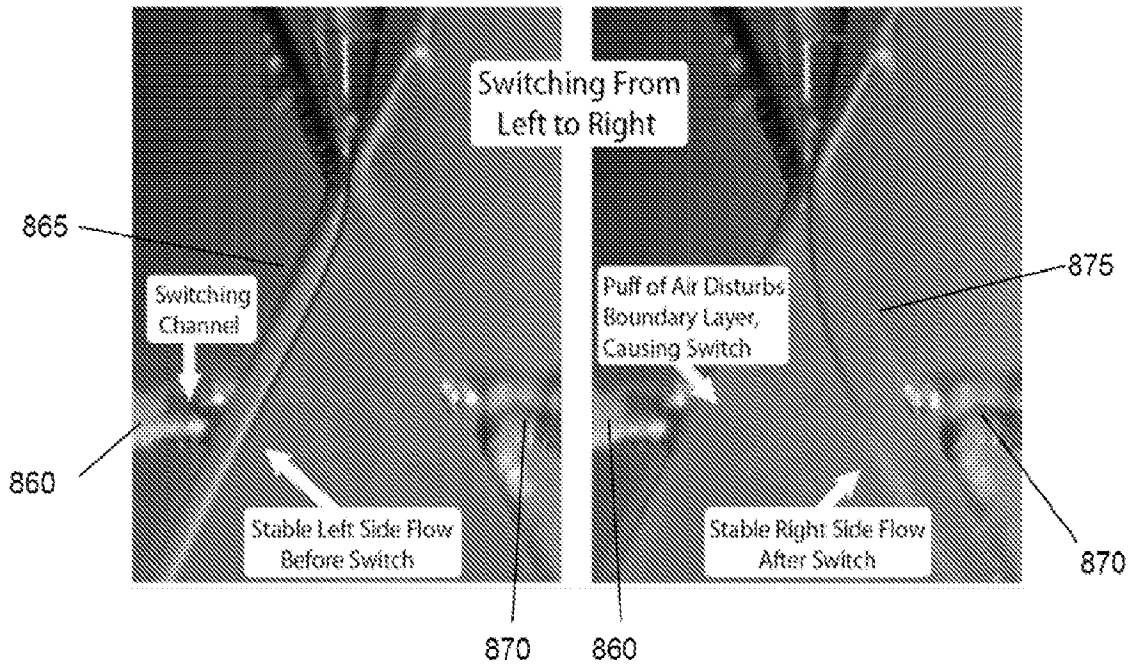 Switching From
Left to Right
865
Switching
Channel
Puff of Air Disturbs
Boundary Layer,
Causing Switch
875
860
Stable Left Side Flow
Before Switch
Stable Right Side Flow
After Switch
870
870
860